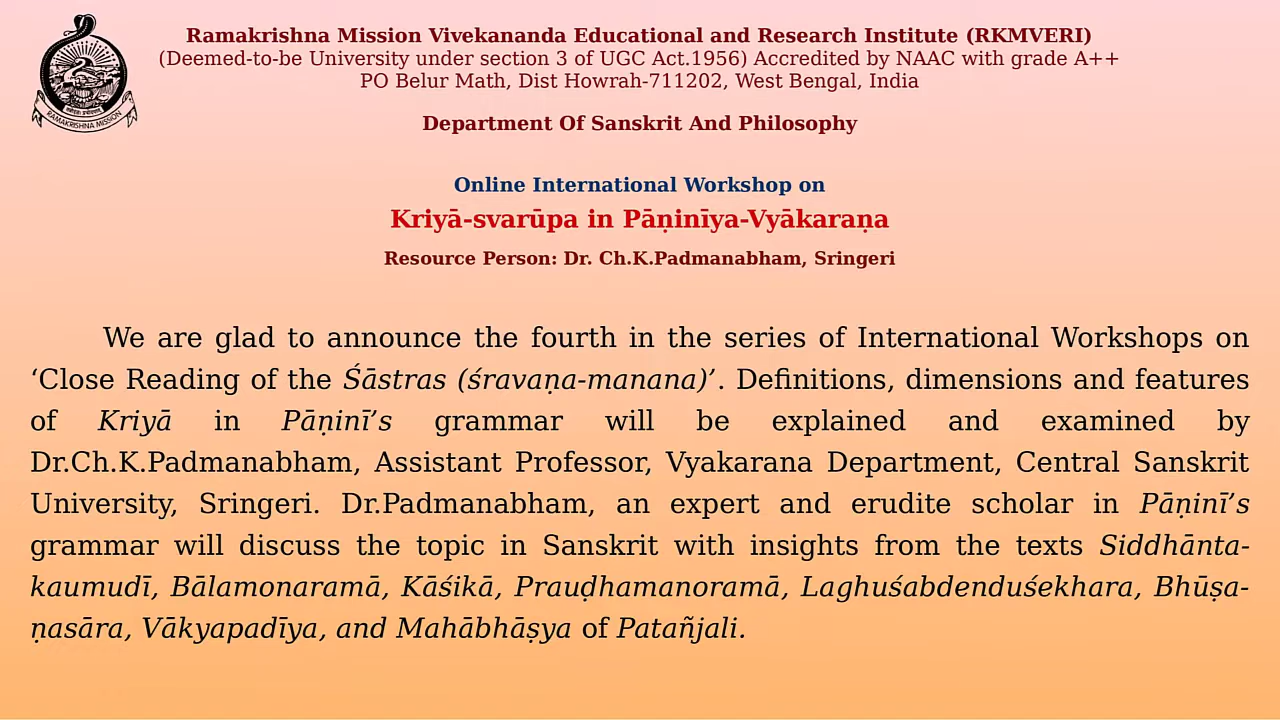 Ramakrishna Mission Vivekananda Educational and Research Institute (RKMVERI)
(Deemed-to-be University under section 3 of UGC Act.1956) Accredited by NAAC with grade A++
PO Belur Math, Dist Howrah-711202, West Bengal, India
RAMAKRISHNA MISSION
Department Of Sanskrit And Philosophy
Online International Workshop on
Kriyā-svarūpa in Pāṇinīya-Vyākaraṇa
Resource Person: Dr. Ch.K.Padmanabham, Sringeri
We are glad to announce the fourth in the series of International Workshops on
‘Close Reading of the Śāstras (śravaṇa-manana)’. Definitions, dimensions and features
of Kriyā in Pāṇinī’s grammar will be explained and examined by
Dr.Ch.K.Padmanabham, Assistant Professor, Vyakarana Department, Central Sanskrit
University, Sringeri. Dr.Padmanabham, an expert and erudite scholar in Pāṇinī’s
grammar will discuss the topic in Sanskrit with insights from the texts Siddhānta-
kaumudī, Bālamonaramā, Kāśikā, Prauḍhamanoramā, Laghuśabdenduśekhara, Bhūṣa-
ṇasāra, Vākyapadīya, and Mahābhāṣya of Patañjali.